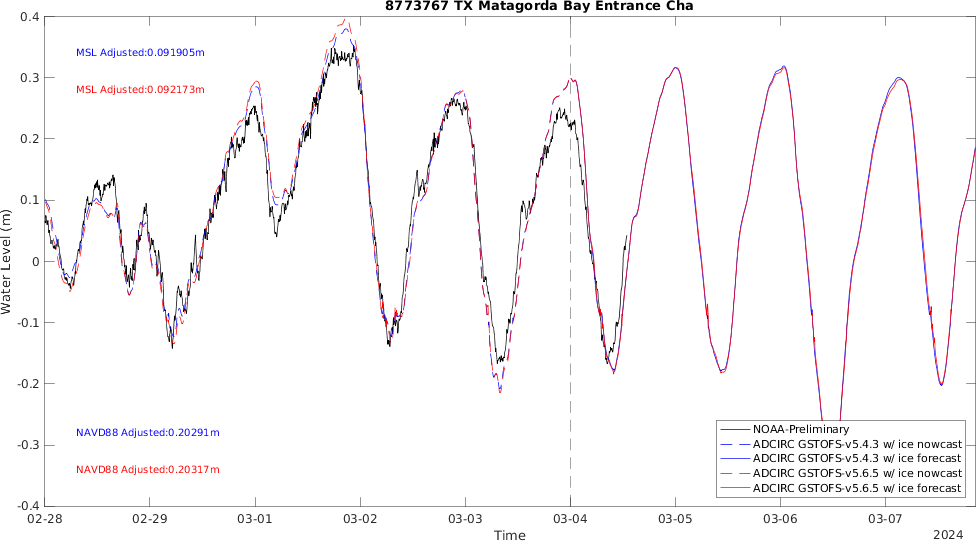 8773767 TX Matagorda Bay Entrance Cha
0.4
0.3
0.2
0.1
0
-0.1
-0.2
-0.3
-0.4
Water Level (m)
MSL Adjusted:0.091905m
MSL Adjusted:0.092173m
NAVD88 Adjusted:0.20291m
NAVD88 Adjusted:0.20317m
NOAA-Preliminary
ADCIRC GSTOFS-v5.4.3 w/ ice nowcast
ADCIRC GSTOFS-v5.4.3 w/ ice forecast
ADCIRC GSTOFS-v5.6.5 w/ ice nowcast
ADCIRC GSTOFS-v5.6.5 w/ ice forecast
02-28 02-29 03-01 03-02 03-03 03-04 03-05 03-06 03-07
Time
2024